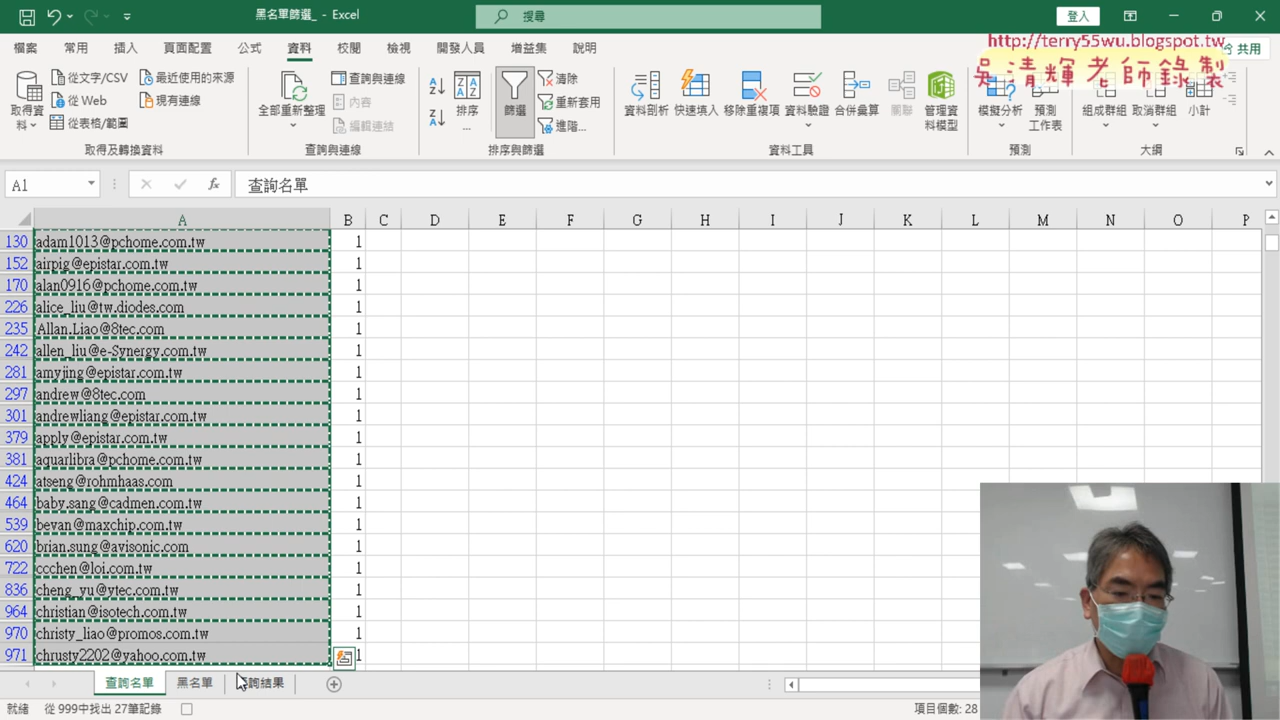 黑名單篩選_ - Excel
搜尋
登入
檔案 常用 插入 頁面配置 公式 資料 校閱 檢視 開發人員 增益集 說明
http://terry55wu.blogspot.tw
共用
吳清輝老師錄製
取得資料
從文字/CSV
從 Web
從表格/範圍
最近使用的來源
現有連線
全部重新整理
查詢與連線
內容
編輯連結
排序...
篩選
清除
重新套用
進階...
資料剖析
快速填入
移除重複項
資料驗證
合併彙算
關聯
管理資料模型
模擬分析
預測工作表
組成群組
取消群組
小計
取得及轉換資料
查詢與連線
排序與篩選
資料工具
預測
大綱
A1
fx
查詢名單
A B C D E F G H I J K L M N O P
130 adam1013@pchome.com.tw 1
152 airpig@epistar.com.tw 1
170 alan0916@pchome.com.tw 1
226 alice_liu@tw.diodes.com 1
235 Allan.Liao@8tec.com 1
242 allen_liu@e-Synergy.com.tw 1
281 amyjing@epistar.com.tw 1
297 andrew@8tec.com 1
301 andrewliang@epistar.com.tw 1
379 apply@epistar.com.tw 1
381 aquarlibra@pchome.com.tw 1
424 atseng@rohmhaas.com 1
464 baby.sang@cadmen.com.tw 1
539 bevan@maxchip.com.tw 1
620 brian.sung@avisonic.com 1
722 ccchen@loi.com.tw 1
836 cheng_yu@ytec.com.tw 1
964 christian@isotech.com.tw 1
970 christy_liao@promos.com.tw 1
971 chrusty2202@yahoo.com.tw 1
查詢名單 黑名單 詢結果
就緒 從 999中找出 27筆記錄
項目個數: 28